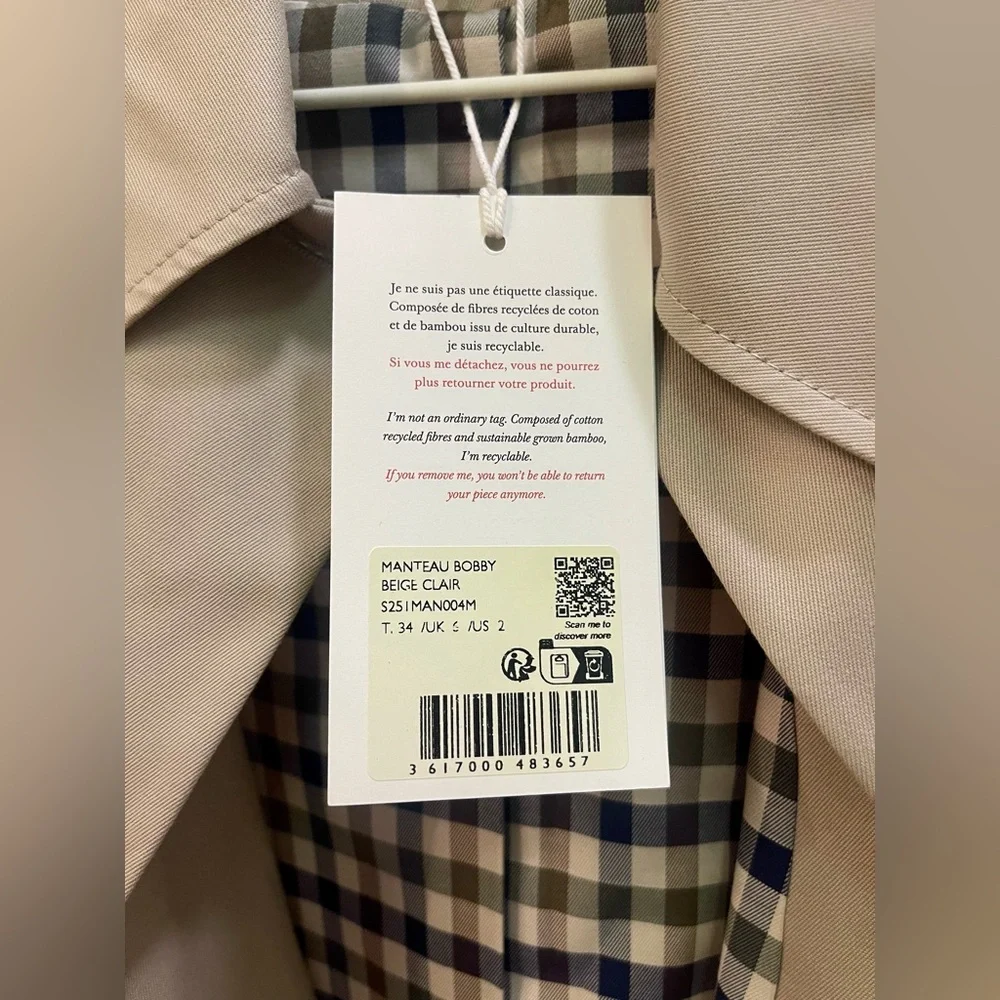 Je ne suis pas une étiquette classique.
Composée de fibres recyclées de coton
et de bambou issu de culture durable,
je suis recyclable.
Si vous me détachez, vous ne pourrez
plus retourner votre produit.
I'm not an ordinary tag. Composed of cotton
recycled fibres and sustainable grown bamboo,
I'm recyclable.
If you remove me, you won't be able to return
your piece anymore.
MANTEAU BOBBY
BEIGE CLAIR
S251MAN004M
T. 34 /UK /US 2
Scan me to
discover more
3 617000 483657